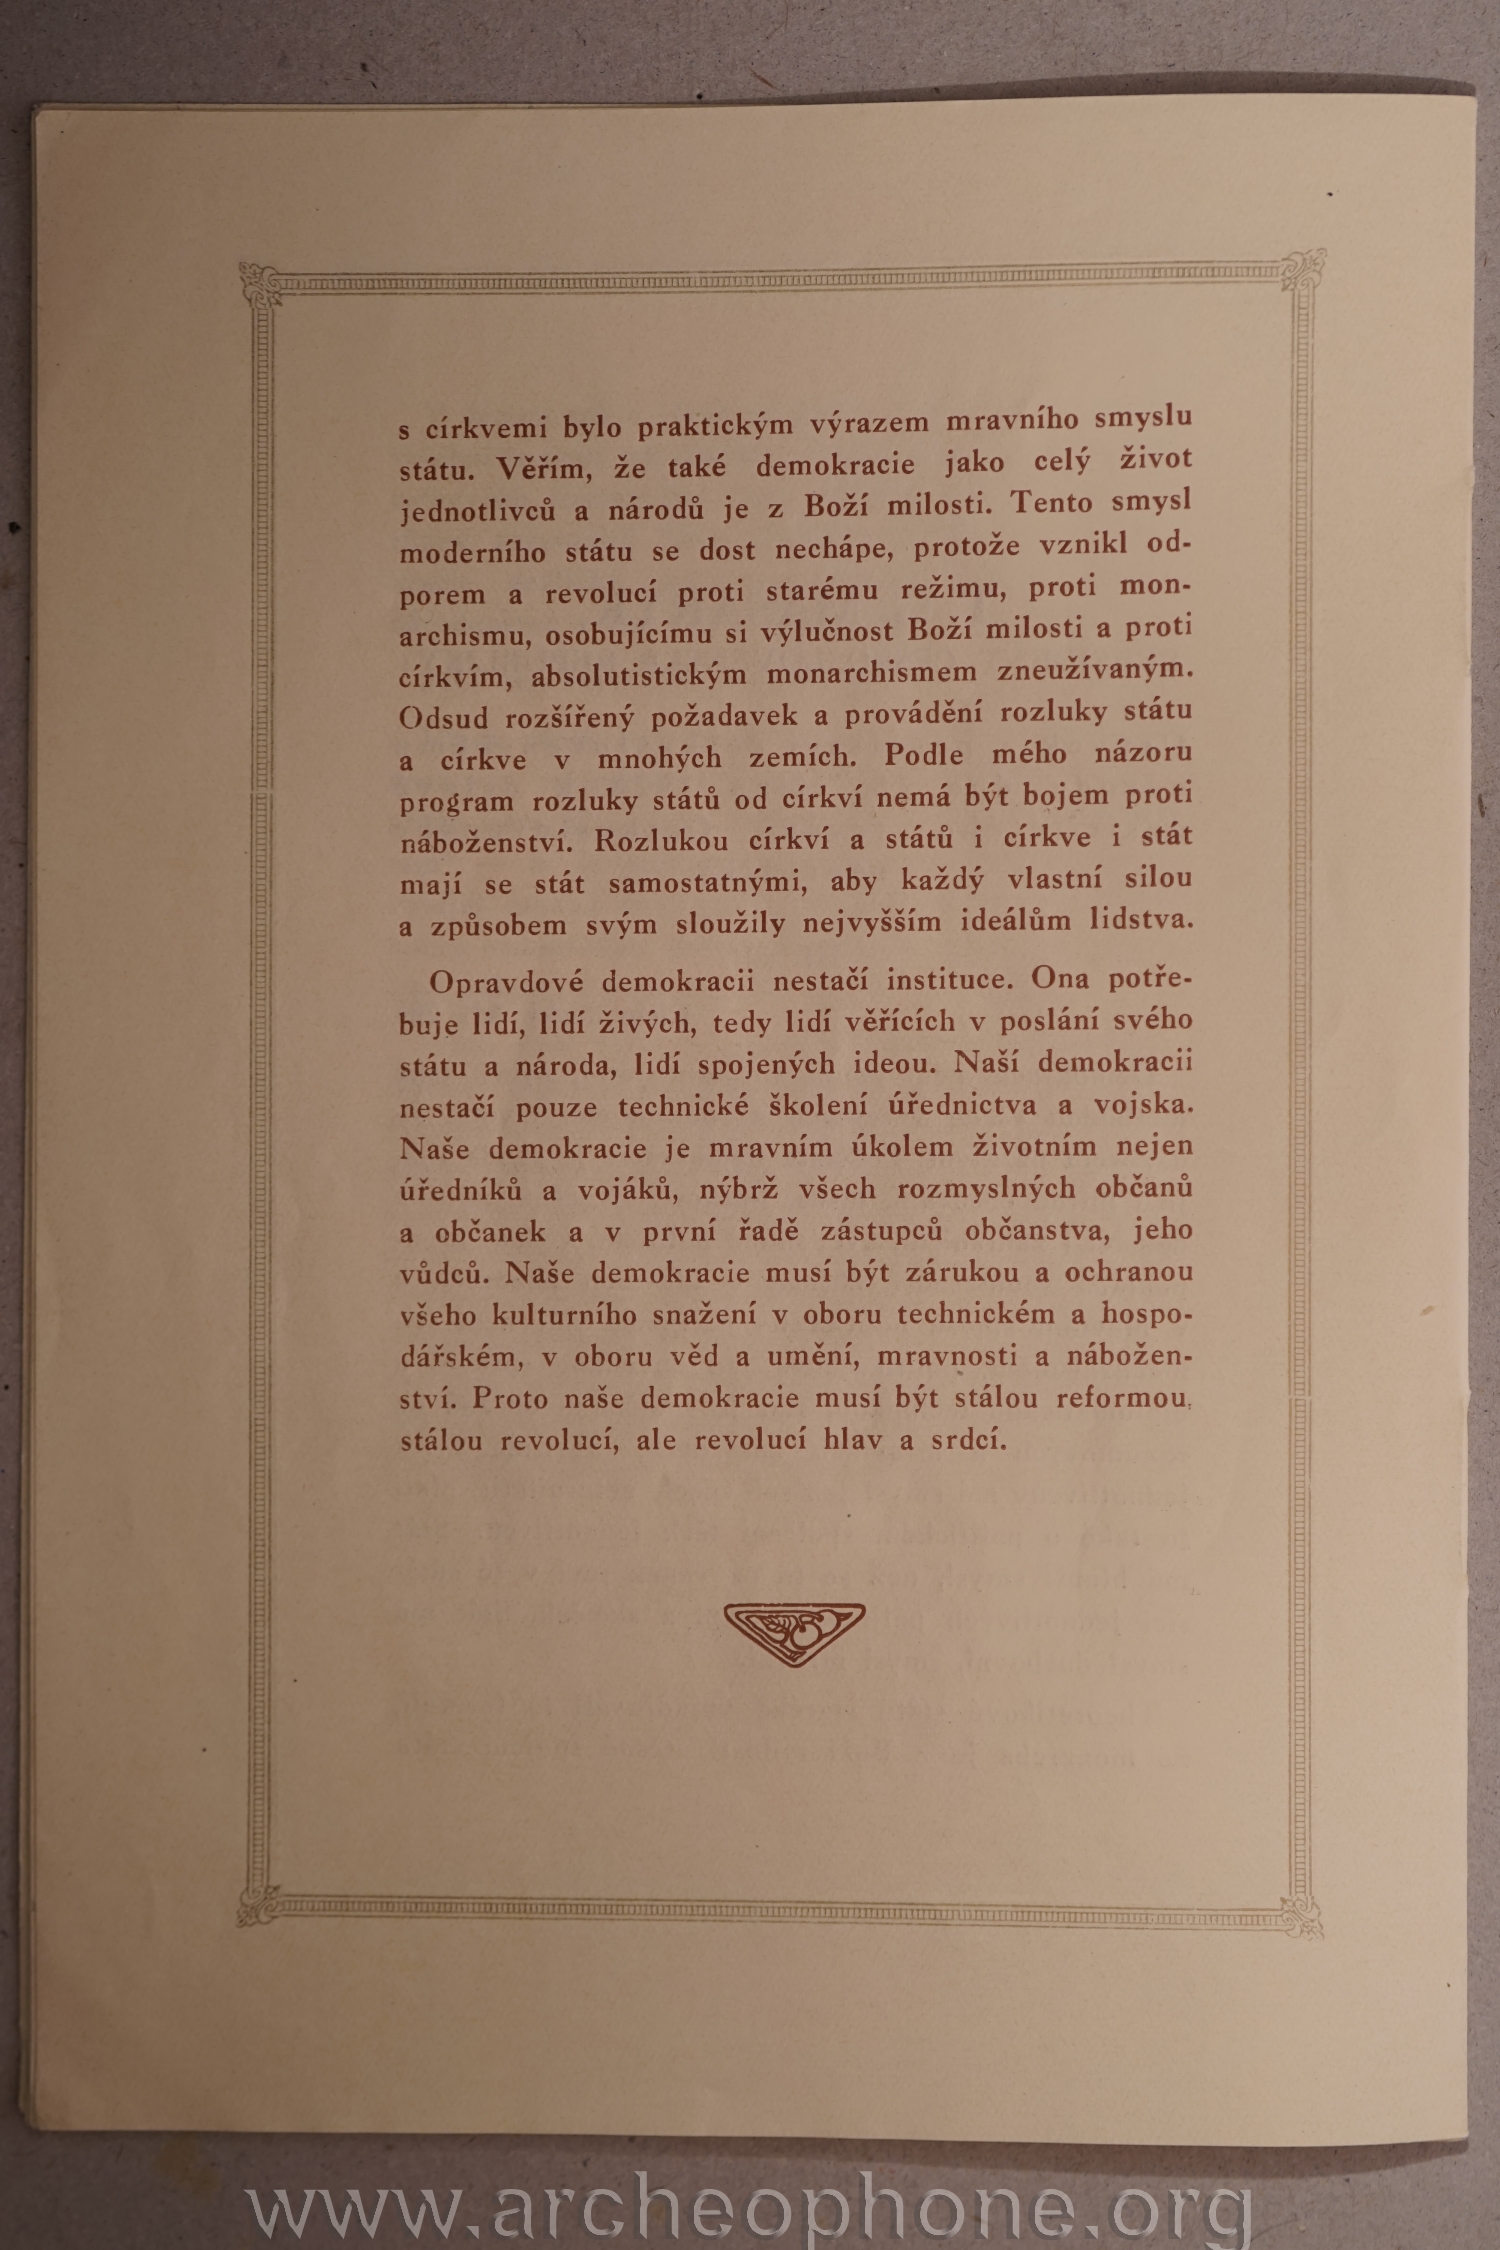 s církvemi bylo praktickým výrazem mravního smyslu
státu. Věřím, že také demokracie jako celý život
jednotlivců a národů je z Boží milosti. Tento smysl
moderního státu se dost nechápe, protože vznikl od-
porem a revolucí proti starému režimu, proti mon-
archismu, osobujícímu si výlučnost Boží milosti a proti
církvím, absolutistickým monarchismem zneužívaným.
Odsud rozšířený požadavek a provádění rozluky státu
a církve v mnohých zemích. Podle mého názoru
program rozluky států od církví nemá být bojem proti
náboženství. Rozlukou církví a států i církve i stát
mají se stát samostatnými, aby každý vlastní silou
a způsobem svým sloužily nejvyšším ideálům lidstva.
Opravdové demokracii nestačí instituce. Ona potře-
buje lidí, lidí živých, tedy lidí věřících v poslání svého
státu a národa, lidí spojených ideou. Naší demokracii
nestačí pouze technické školení úřednictva a vojska.
Naše demokracie je mravním úkolem životním nejen
úředníků a vojáků, nýbrž všech rozmyslných občanů
a občanek a v první řadě zástupců občanstva, jeho
vůdců. Naše demokracie musí být zárukou a ochranou
všeho kulturního snažení v oboru technickém a hospo-
dářském, v oboru věd a umění, mravnosti a nábožen-
ství. Proto naše demokracie musí být stálou reformou,
stálou revolucí, ale revolucí hlav a srdcí.
www.archeophone.org